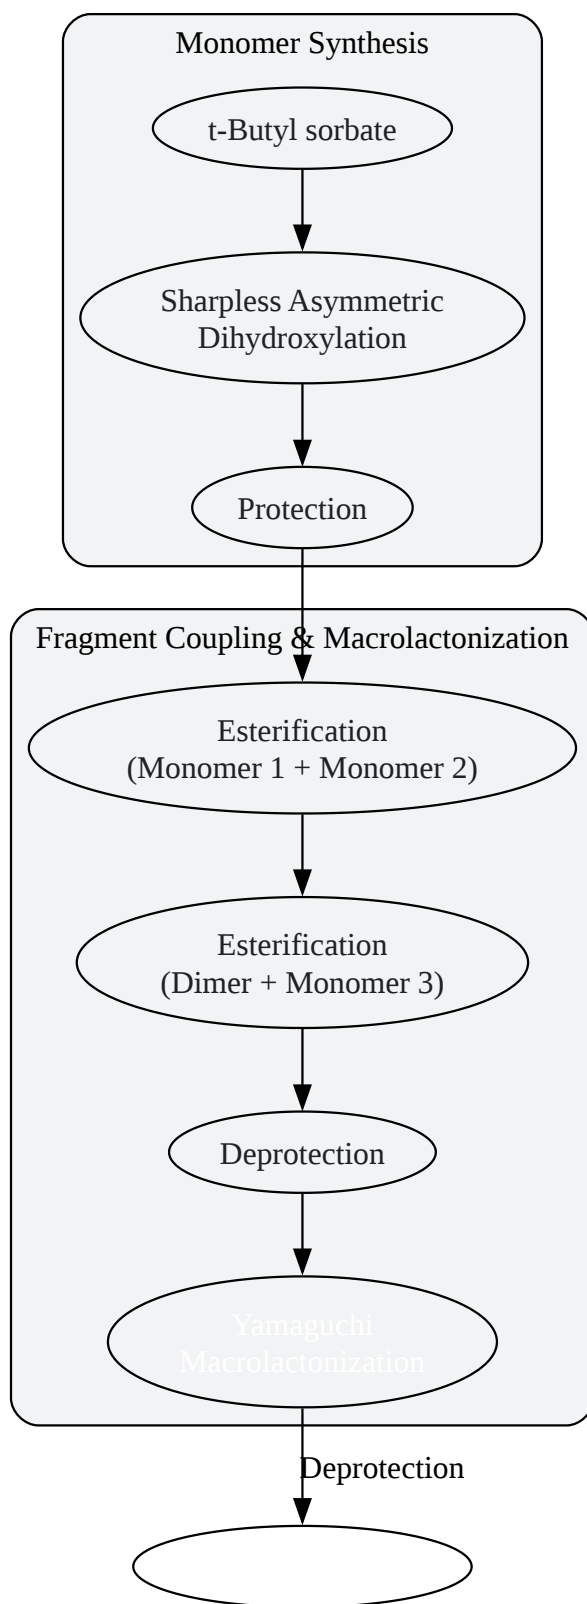 Monomer Synthesis
t-Butyl sorbate
Sharpless Asymmetric
Dihydroxylation
Protection
Fragment Coupling & Macrolactonization
Esterification
(Monomer 1 + Monomer 2)
Esterification
(Dimer + Monomer 3)
Deprotection
Yamaguchi
Macrolactonization
Deprotection